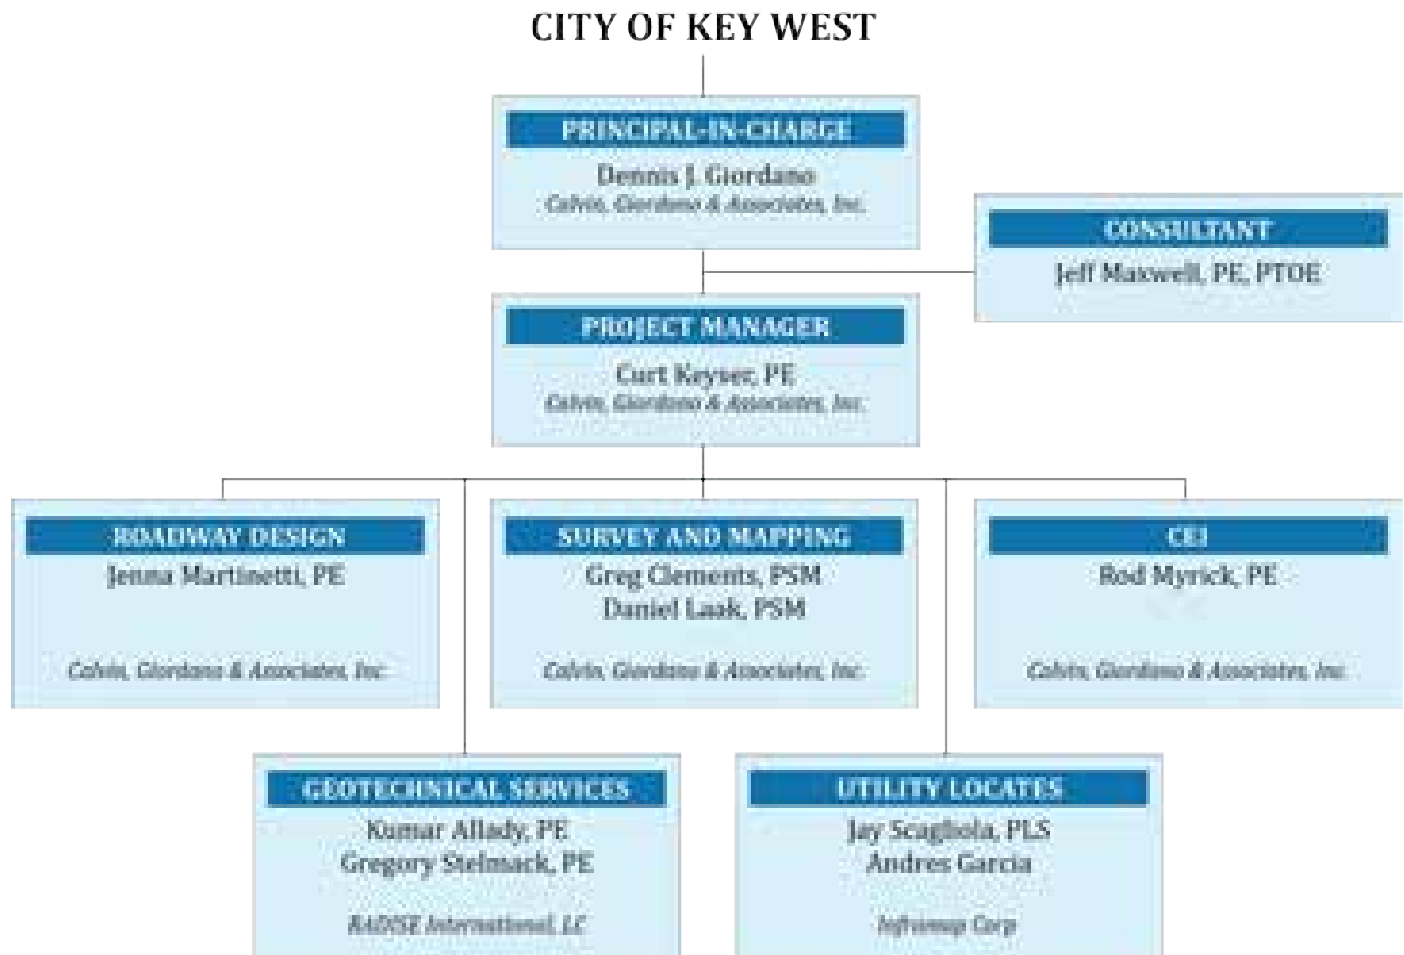 CITY OF KEY WEST
PRINCIPAL-IN-CHARGE
Dennis J. Giordano
Calvin, Giordano & Associates, Inc.
CONSULTANT
Jeff Maxwell, PE, PTOE
PROJECT MANAGER
Curt Keyser, PE
Calvin, Giordano & Associates, Inc.
ROADWAY DESIGN
Jenna Martinetti, PE
Calvin, Giordano & Associates, Inc.
SURVEY AND MAPPING
Greg Clements, PSM
Daniel Laak, PSM
Calvin, Giordano & Associates, Inc.
CEI
Rod Myrick, PE
Calvin, Giordano & Associates, Inc.
GEOTECHNICAL SERVICES
Kumar Allady, PE
Gregory Stelmack, PE
RADISE International, LC
UTILITY LOCATES
Jay Scagliola, PLS
Andres Garcia
Inframap Corp